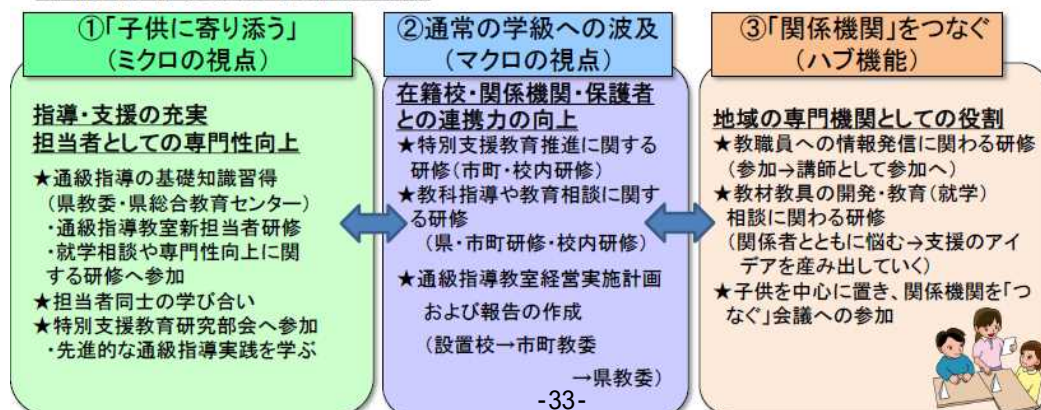 ①「子供に寄り添う」
（ミクロの視点）
指導・支援の充実
担当者としての専門性向上
★通級指導の基礎知識習得
（県教委・県総合教育センター）
・通級指導教室新担当者研修
・就学相談や専門性向上に関
する研修へ参加
★担当者同士の学び合い
★特別支援教育研究部会へ参加
・先進的な通級指導実践を学ぶ
②通常の学級への波及
（マクロの視点）
在籍校・関係機関・保護者
との連携力の向上
★特別支援教育推進に関する
研修（市町・校内研修）
★教科指導や教育相談に関す
る研修
（県・市町研修・校内研修）
★通級指導教室経営実施計画
および報告の作成
（設置校→市町教委
→県教委）
③「関係機関」をつなぐ
（ハブ機能）
地域の専門機関としての役割
★教職員への情報発信に関わる研修
（参加→講師として参加へ）
★教材教具の開発・教育（就学）
相談に関わる研修
（関係者とともに悩む→支援のアイ
デアを産み出していく）
★子供を中心に置き、関係機関を「つ
なぐ」会議への参加
-33-